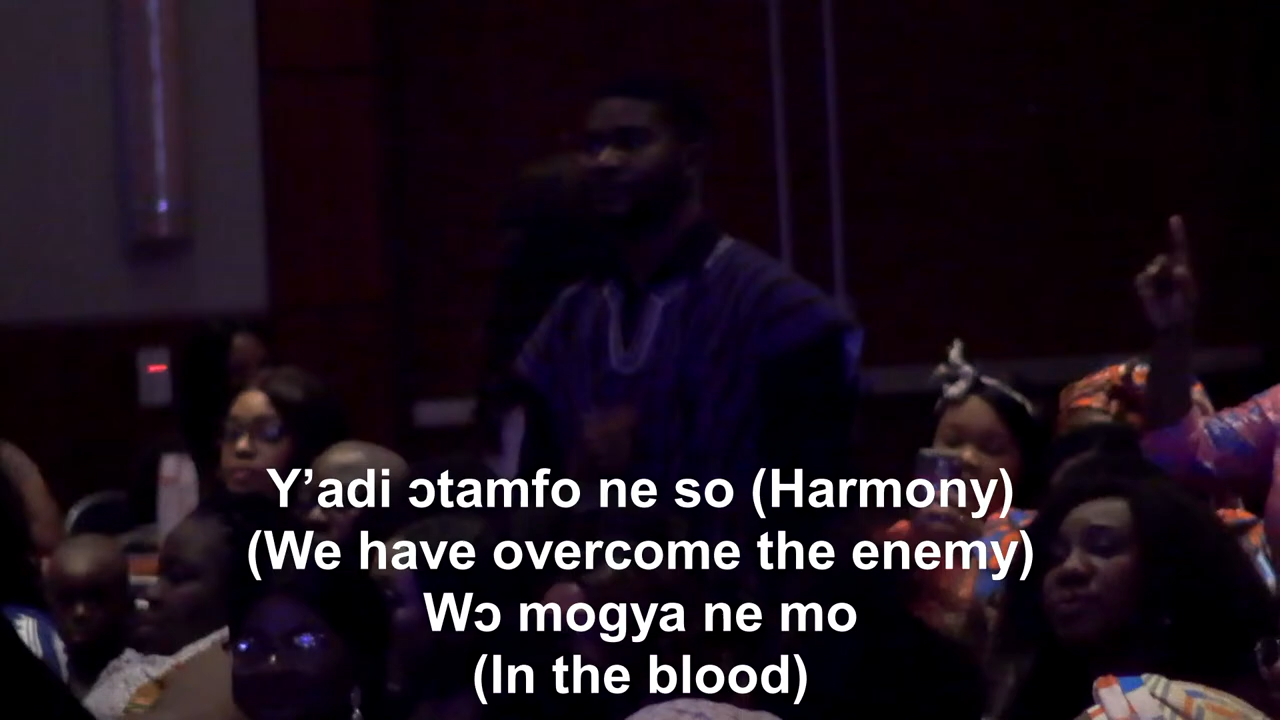 Y’adi ɔtamfo ne so (Harmony)
(We have overcome the enemy)
Wɔ mogya ne mo
(In the blood)